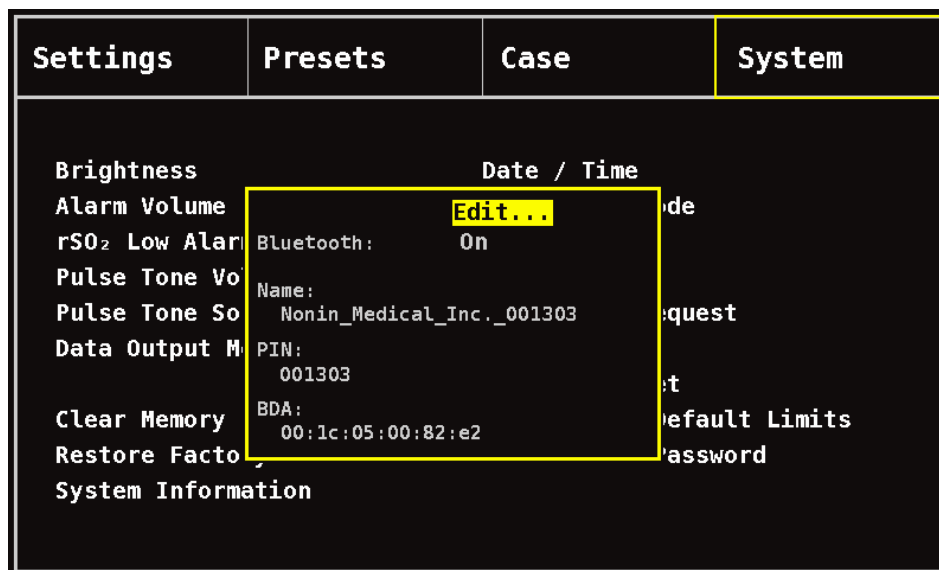 Settings Presets Case System
Brightness Date / Time
Alarm Volume
rSO₂ Low Alar
Pulse Tone Vo
Pulse Tone So
Data Output M
Clear Memory
Restore Facto
System Information
Edit...
Bluetooth: On
Name:
Nonin_Medical_Inc._001303
PIN:
001303
BDA:
00:1c:05:00:82:e2
ode
quest
et
efault Limits
assword